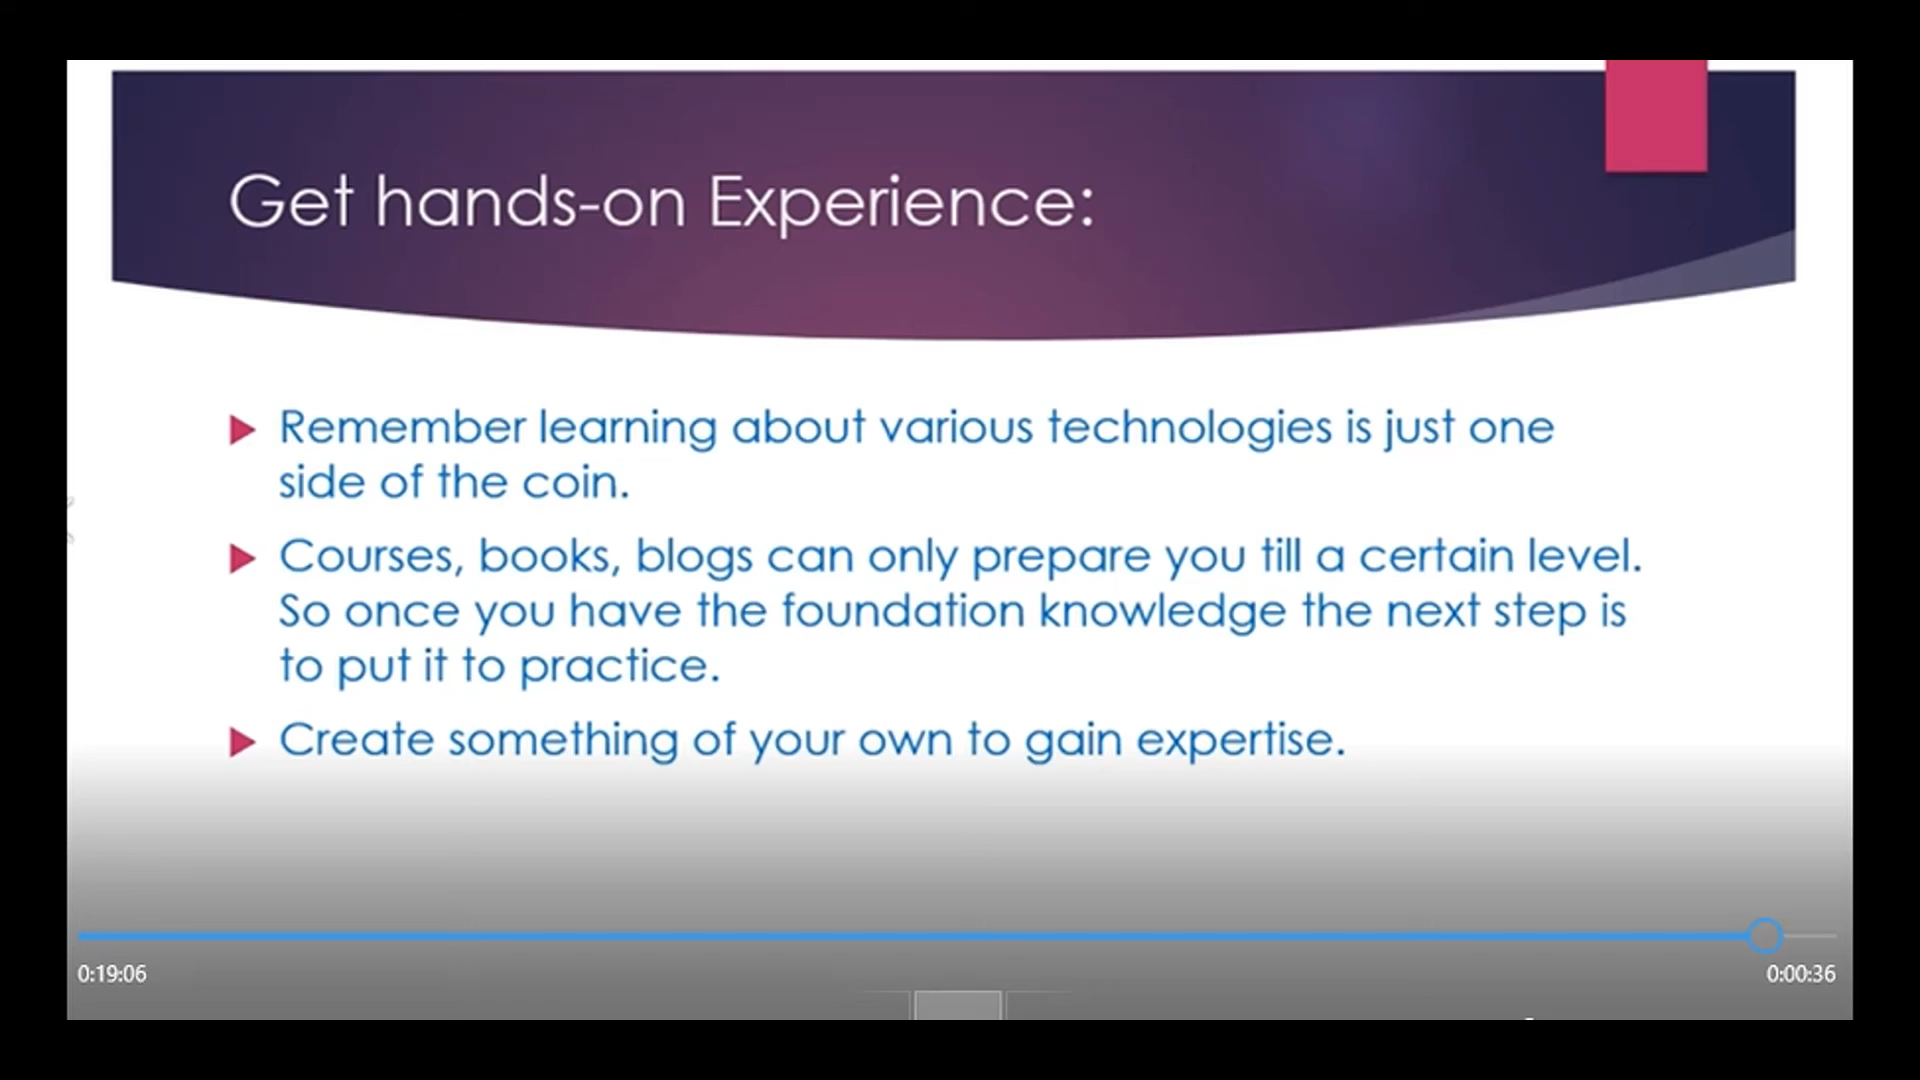 Get hands-on Experience:
Remember learning about various technologies is just one
side of the coin.
Courses, books, blogs can only prepare you till a certain level.
So once you have the foundation knowledge the next step is
to put it to practice.
Create something of your own to gain expertise.
0:19:06
0:00:36